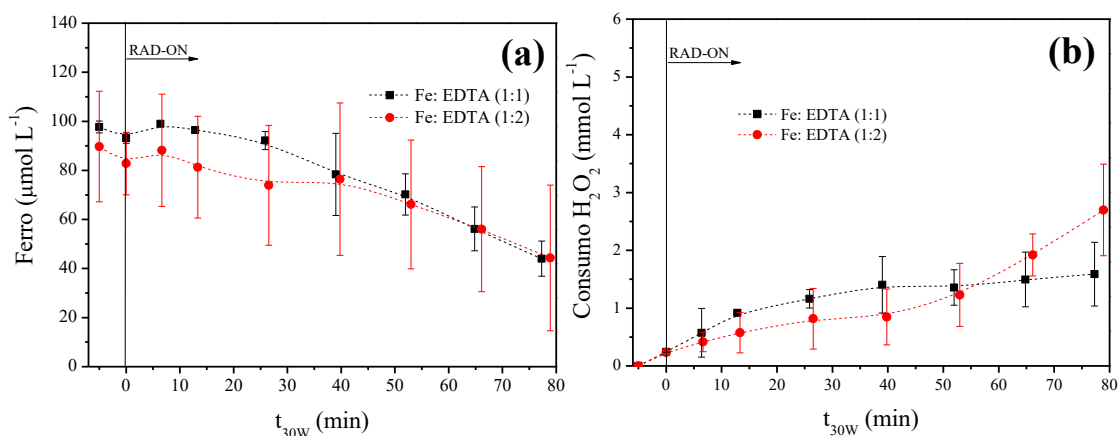 (a)
RAD-ON
Fe: EDTA (1:1)
Fe: EDTA (1:2)
Ferro (µmol L⁻¹)
140
120
100
80
60
40
20
0
0 10 20 30 40 50 60 70 80
t₃₀W (min)
(b)
RAD-ON
Fe: EDTA (1:1)
Fe: EDTA (1:2)
Consumo H₂O₂ (mmol L⁻¹)
6
5
4
3
2
1
0
0 10 20 30 40 50 60 70 80
t₃₀W (min)